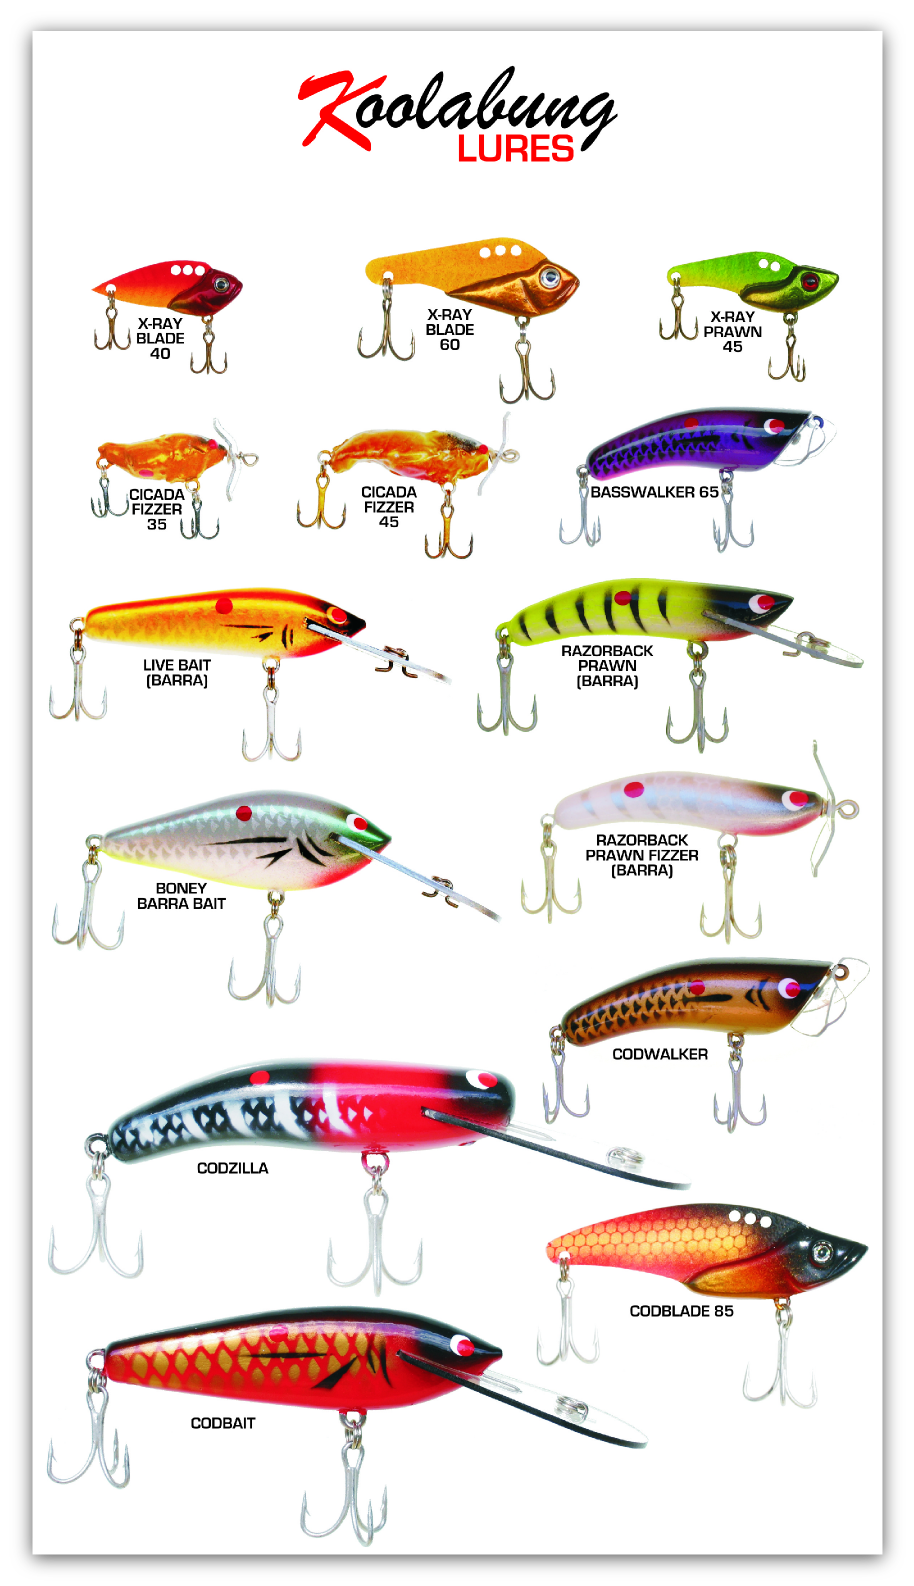 Koolabung
LURES
X-RAY
BLADE
40
X-RAY
BLADE
60
X-RAY
PRAWN
45
CICADA
FIZZER
35
CICADA
FIZZER
45
BASSWALKER 65
LIVE BAIT
(BARRA)
RAZORBACK
PRAWN
(BARRA)
RAZORBACK
PRAWN FIZZER
(BARRA)
BONEY
BARRA BAIT
CODWALKER
CODZILLA
CODBLADE 85
CODBAIT